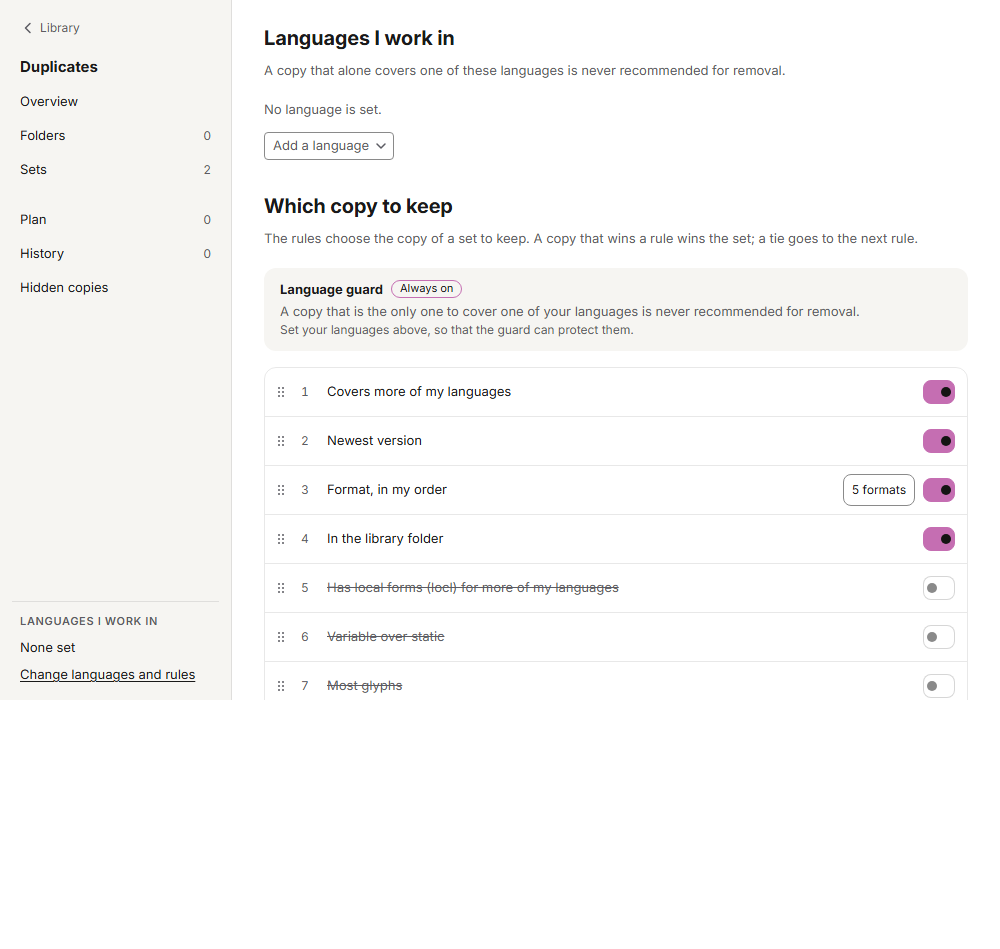 Library
Duplicates
Overview
Folders 0
Sets 2
Plan 0
History 0
Hidden copies
LANGUAGES I WORK IN
None set
Change languages and rules
Languages I work in
A copy that alone covers one of these languages is never recommended for removal.
No language is set.
Add a language
Which copy to keep
The rules choose the copy of a set to keep. A copy that wins a rule wins the set; a tie goes to the next rule.
Language guard Always on
A copy that is the only one to cover one of your languages is never recommended for removal.
Set your languages above, so that the guard can protect them.
1 Covers more of my languages
2 Newest version
3 Format, in my order 5 formats
4 In the library folder
5 Has local forms (locl) for more of my languages
6 Variable over static
7 Most glyphs